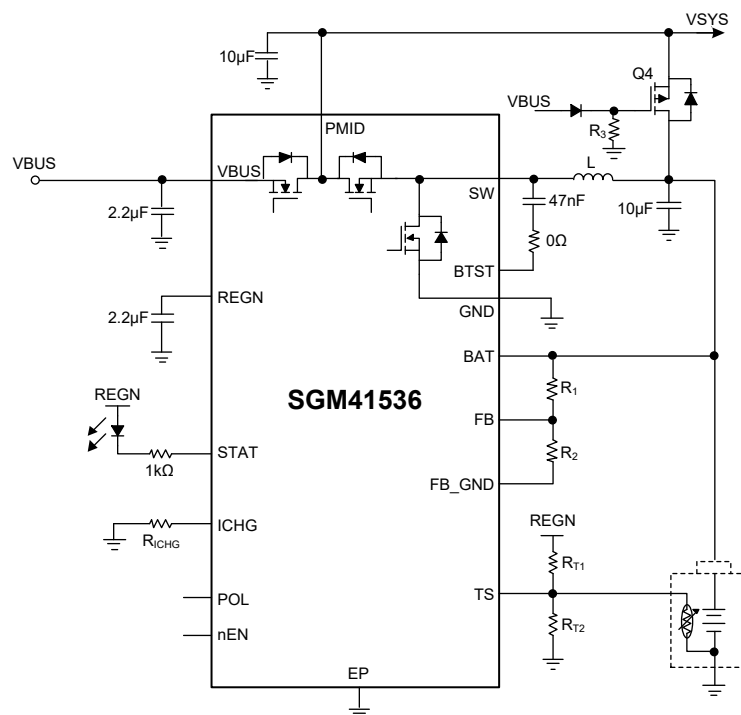 VSYS
10µF
Q4
VBUS
R3
PMID
VBUS
VBUS
L
SW
2.2µF
47nF
10µF
0Ω
BTST
REGN
GND
2.2µF
BAT
REGN
SGM41536
R1
FB
STAT
R2
1kΩ
FB_GND
ICHG
REGN
RICHG
RT1
POL
TS
RT2
nEN
EP